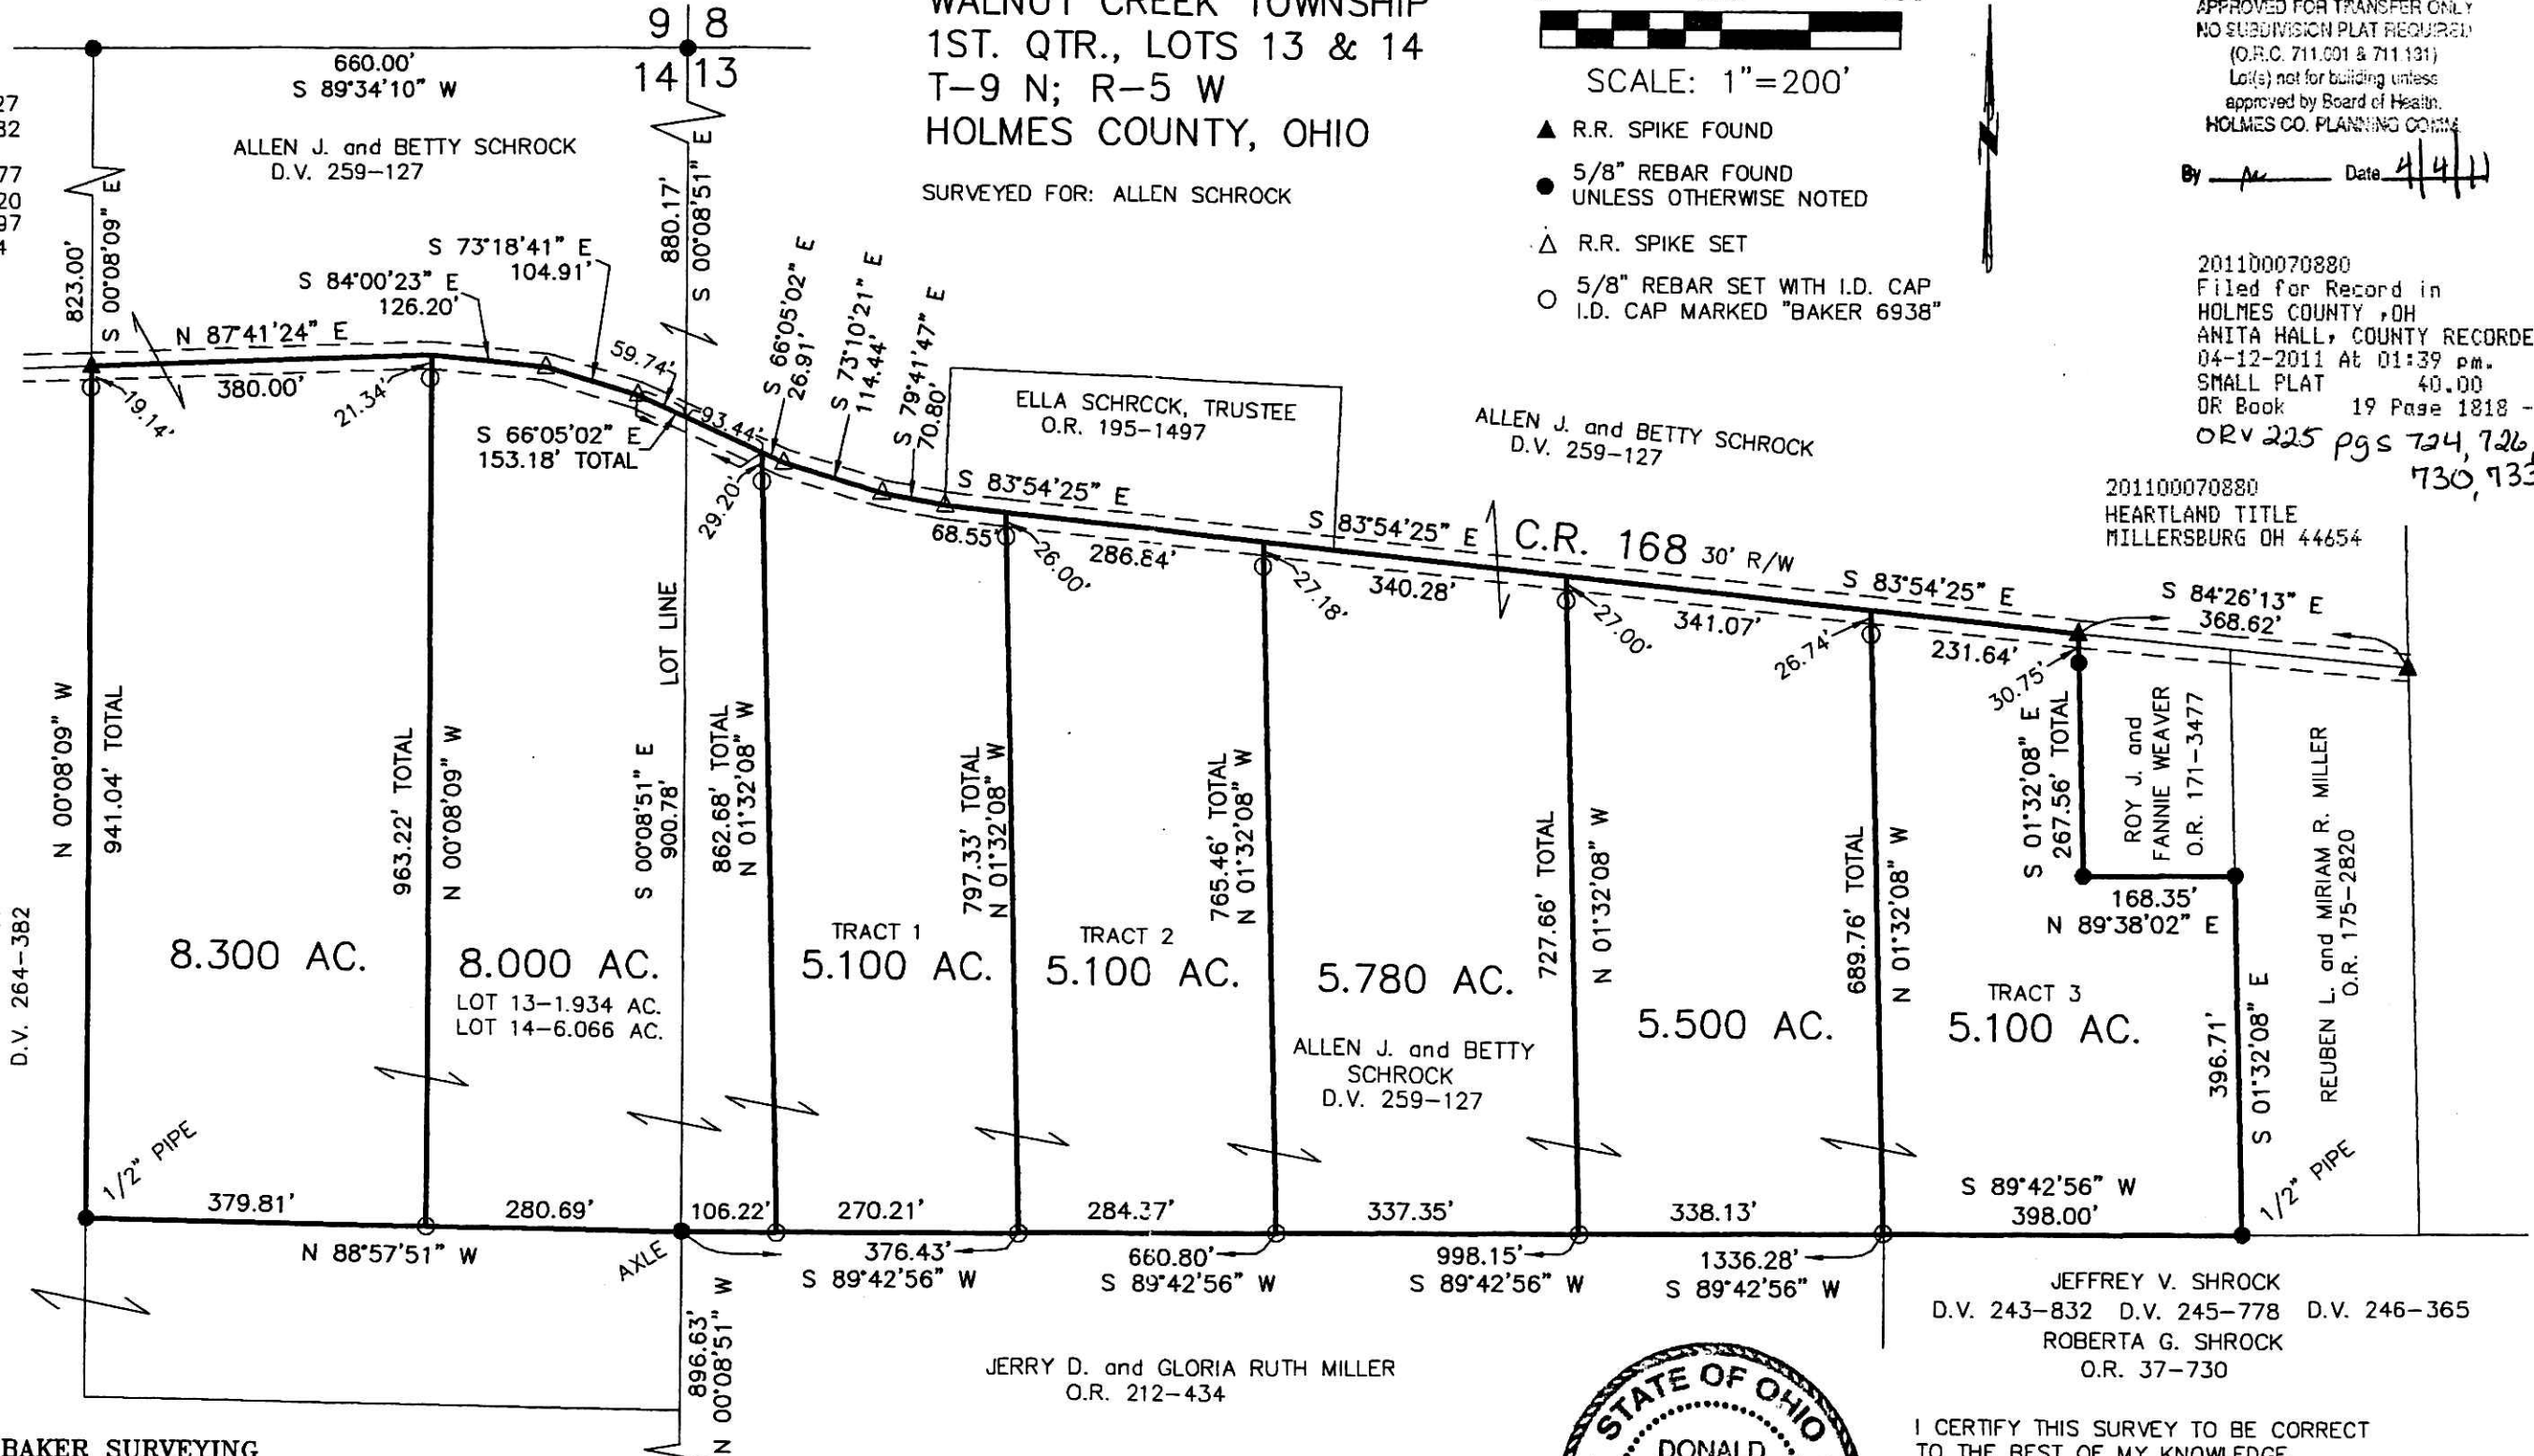 9 8
14 13
660.00'
S 89°34'10" W
ALLEN J. and BETTY SCHROCK
D.V. 259-127
27
32
77
20
97
4
823.00'
S 00°08'09" E
880.17'
S 00°08'51" E
WALNUT CREEK TOWNSHIP
1ST. QTR., LOTS 13 & 14
T-9 N; R-5 W
HOLMES COUNTY, OHIO
SURVEYED FOR: ALLEN SCHROCK
SCALE: 1"=200'
▲ R.R. SPIKE FOUND
● 5/8" REBAR FOUND
UNLESS OTHERWISE NOTED
△ R.R. SPIKE SET
○ 5/8" REBAR SET WITH I.D. CAP
I.D. CAP MARKED "BAKER 6938"
APPROVED FOR TRANSFER ONLY
NO SUBDIVISION PLAT REQUIRED
(O.R.C. 711.001 & 711.131)
Lot(s) not for building unless
approved by Board of Health.
HOLMES CO. PLANNING COMM.
By Date 4/4/11
201100070880
Filed for Record in
HOLMES COUNTY, OH
ANITA HALL, COUNTY RECORDE
04-12-2011 At 01:39 pm.
SMALL PLAT 40.00
OR Book 19 Page 1818 -
ORV 225 pgs 724, 726,
730, 733
201100070880
HEARTLAND TITLE
MILLERSBURG OH 44654
S 73°18'41" E
104.91'
S 84°00'23" E
126.20'
N 87°41'24" E
380.00'
19.14'
21.34'
59.74'
S 66°05'02" E
153.18' TOTAL
93.44'
29.20'
S 66°05'02" E
26.91'
S 73°10'21" E
114.44'
S 79°41'47" E
70.80'
ELLA SCHRCCK, TRUSTEE
O.R. 195-1497
ALLEN J. and BETTY SCHROCK
D.V. 259-127
S 83°54'25" E
68.55'
26.00'
286.84'
S 83°54'25" E
27.18'
340.28'
C.R. 168 30' R/W
27.00'
341.07'
S 83°54'25" E
26.74'
231.64'
30.75'
S 84°26'13" E
368.62'
N 00°08'09" W
941.04' TOTAL
963.22' TOTAL
N 00°08'09" W
LOT LINE
S 00°08'51" E
900.78'
862.68' TOTAL
N 01°32'08" W
797.33' TOTAL
N 01°32'08" W
765.46' TOTAL
N 01°32'08" W
727.66' TOTAL
N 01°32'08" W
689.76' TOTAL
N 01°32'08" W
S 01°32'08" E
267.56' TOTAL
ROY J. and
FANNIE WEAVER
O.R. 171-3477
REUBEN L. and MIRIAM R. MILLER
O.R. 175-2820
168.35'
N 89°38'02" E
396.71'
S 01°32'08" E
D.V. 264-382
8.300 AC.
8.000 AC.
LOT 13-1.934 AC.
LOT 14-6.066 AC.
TRACT 1
5.100 AC.
TRACT 2
5.100 AC.
5.780 AC.
ALLEN J. and BETTY
SCHROCK
D.V. 259-127
5.500 AC.
TRACT 3
5.100 AC.
1/2" PIPE
379.81'
280.69'
N 88°57'51" W
AXLE
106.22'
270.21'
376.43'
S 89°42'56" W
284.37'
660.80'
S 89°42'56" W
337.35'
998.15'
S 89°42'56" W
338.13'
1336.28'
S 89°42'56" W
S 89°42'56" W
398.00'
1/2" PIPE
896.63'
N 00°08'51" W
JERRY D. and GLORIA RUTH MILLER
O.R. 212-434
JEFFREY V. SHROCK
D.V. 243-832 D.V. 245-778 D.V. 246-365
ROBERTA G. SHROCK
O.R. 37-730
BAKER SURVEYING
STATE OF OHIO
DONALD
I CERTIFY THIS SURVEY TO BE CORRECT
TO THE BEST OF MY KNOWLEDGE